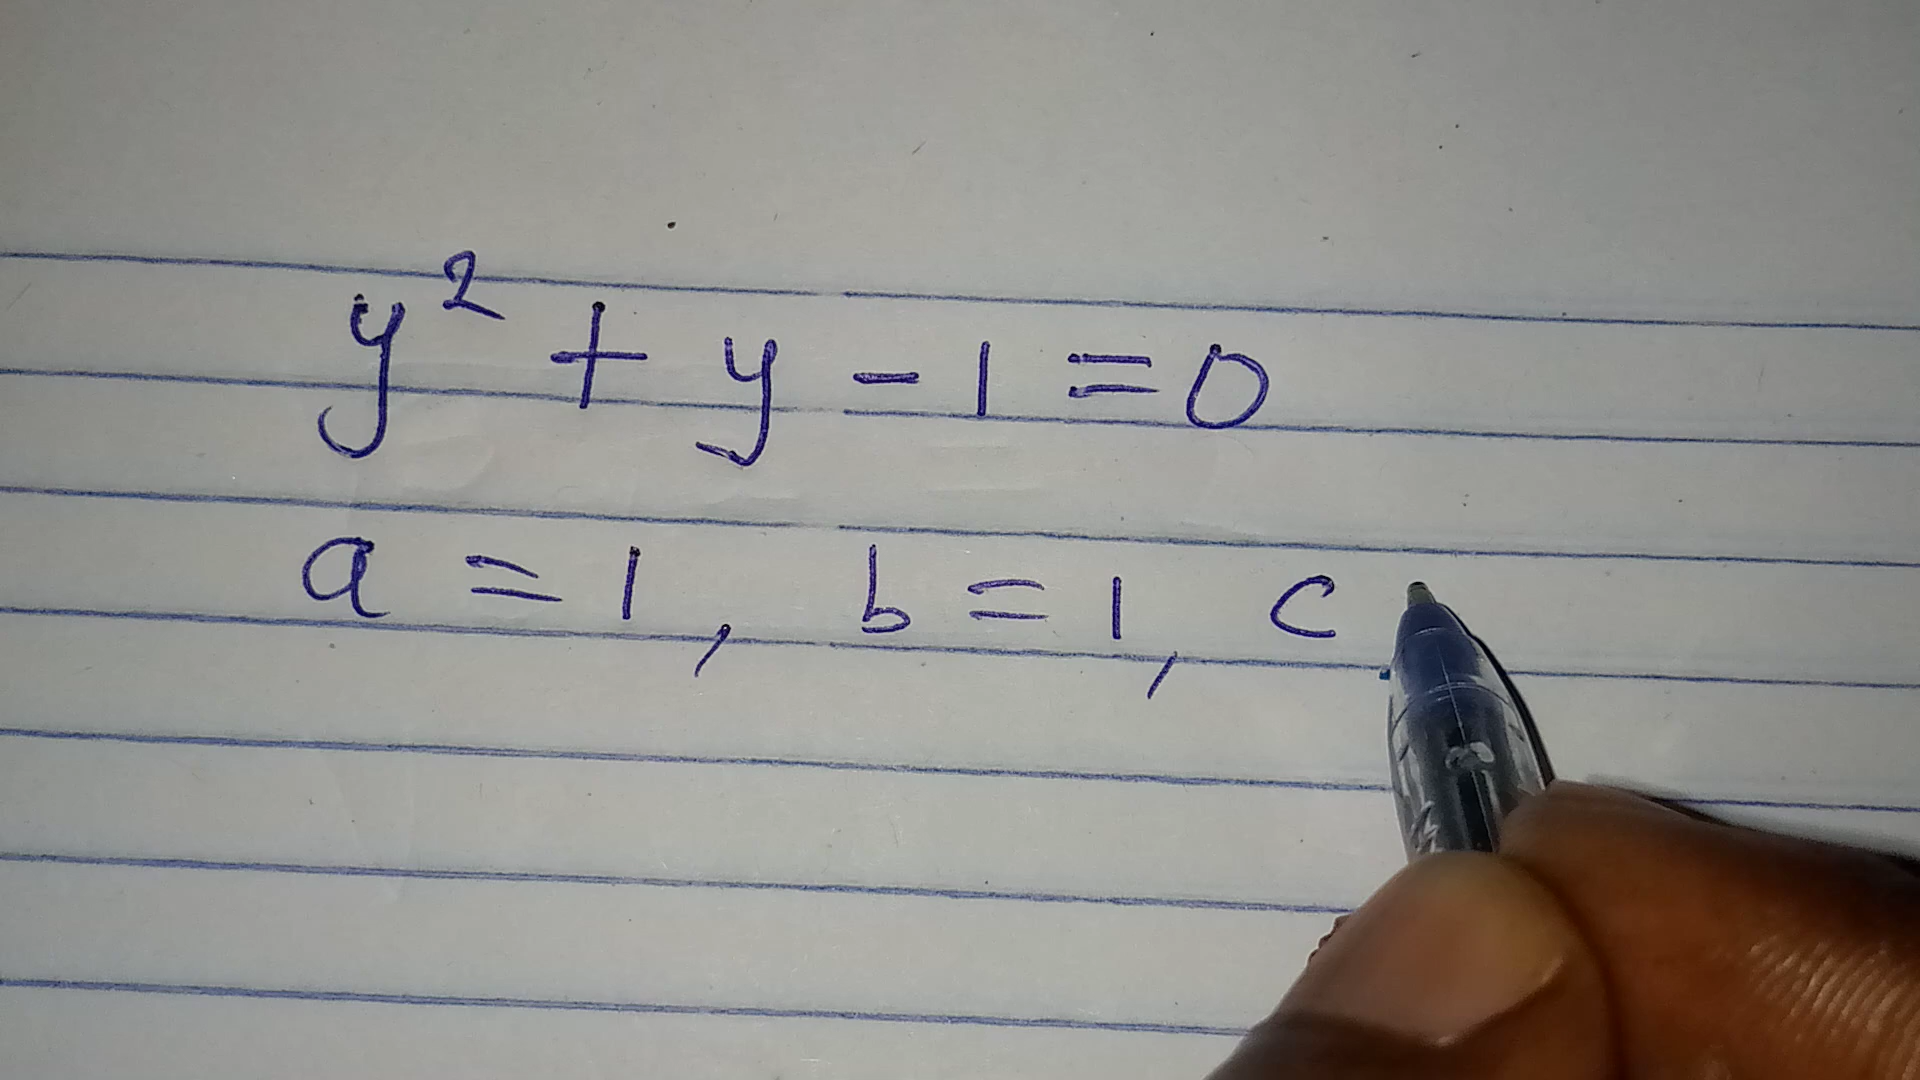 y² + y - 1 = 0
a = 1, b = 1, c